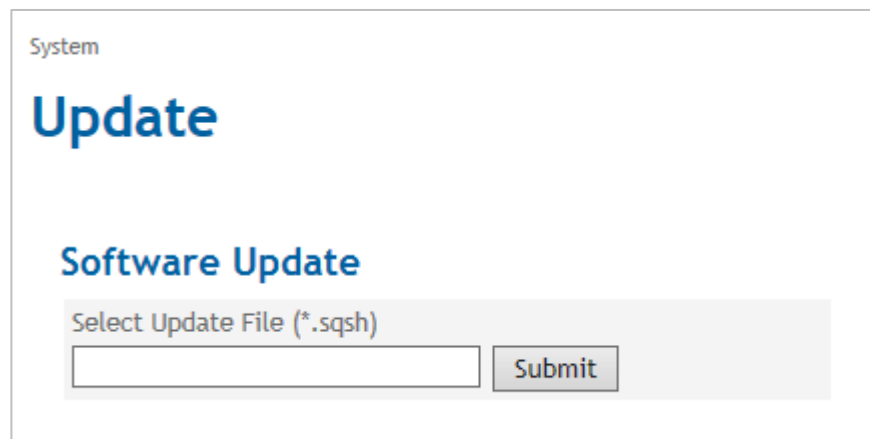 System
Update
Software Update
Select Update File (*.sqsh)
Submit